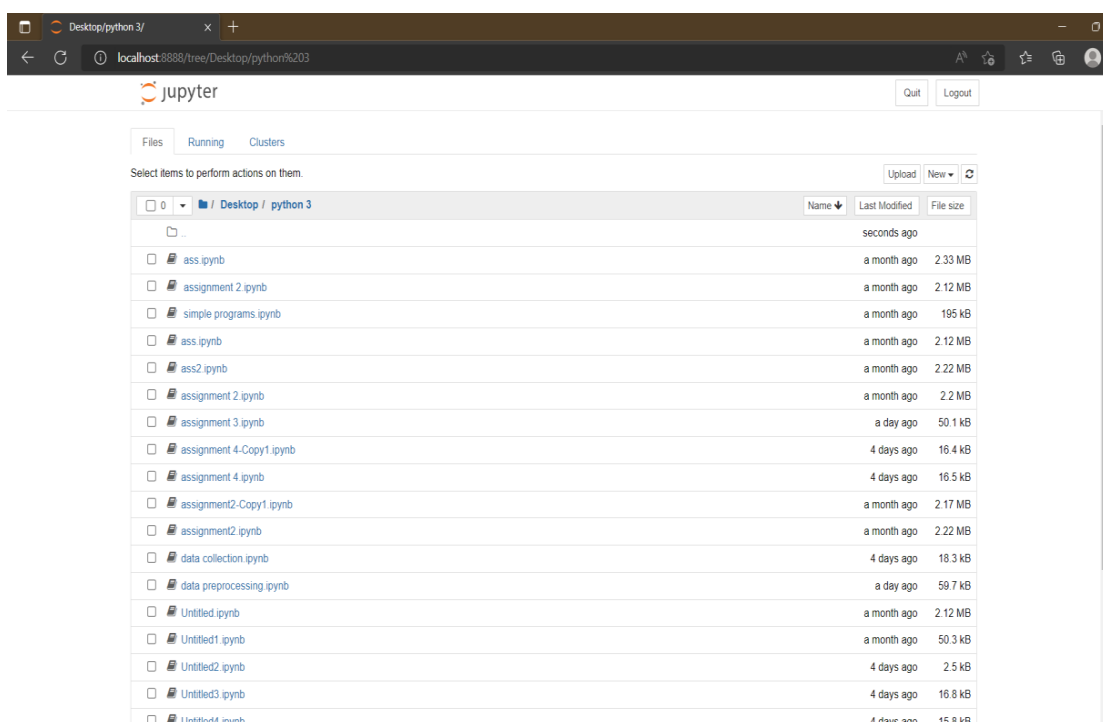 Desktop/python 3/
localhost:8888/tree/Desktop/python%203
jupyter
Quit Logout
Files Running Clusters
Select items to perform actions on them.
Upload New
0 / Desktop / python 3
Name Last Modified File size
..
seconds ago
ass.ipynb a month ago 2.33 MB
assignment 2.ipynb a month ago 2.12 MB
simple programs.ipynb a month ago 195 kB
ass.ipynb a month ago 2.12 MB
ass2.ipynb a month ago 2.22 MB
assignment 2.ipynb a month ago 2.2 MB
assignment 3.ipynb a day ago 50.1 kB
assignment 4-Copy1.ipynb 4 days ago 16.4 kB
assignment 4.ipynb 4 days ago 16.5 kB
assignment2-Copy1.ipynb a month ago 2.17 MB
assignment2.ipynb a month ago 2.22 MB
data collection.ipynb 4 days ago 18.3 kB
data preprocessing.ipynb a day ago 59.7 kB
Untitled.ipynb a month ago 2.12 MB
Untitled1.ipynb a month ago 50.3 kB
Untitled2.ipynb 4 days ago 2.5 kB
Untitled3.ipynb 4 days ago 16.8 kB
Untitled4.ipynb 4 days ago 15.8 kB